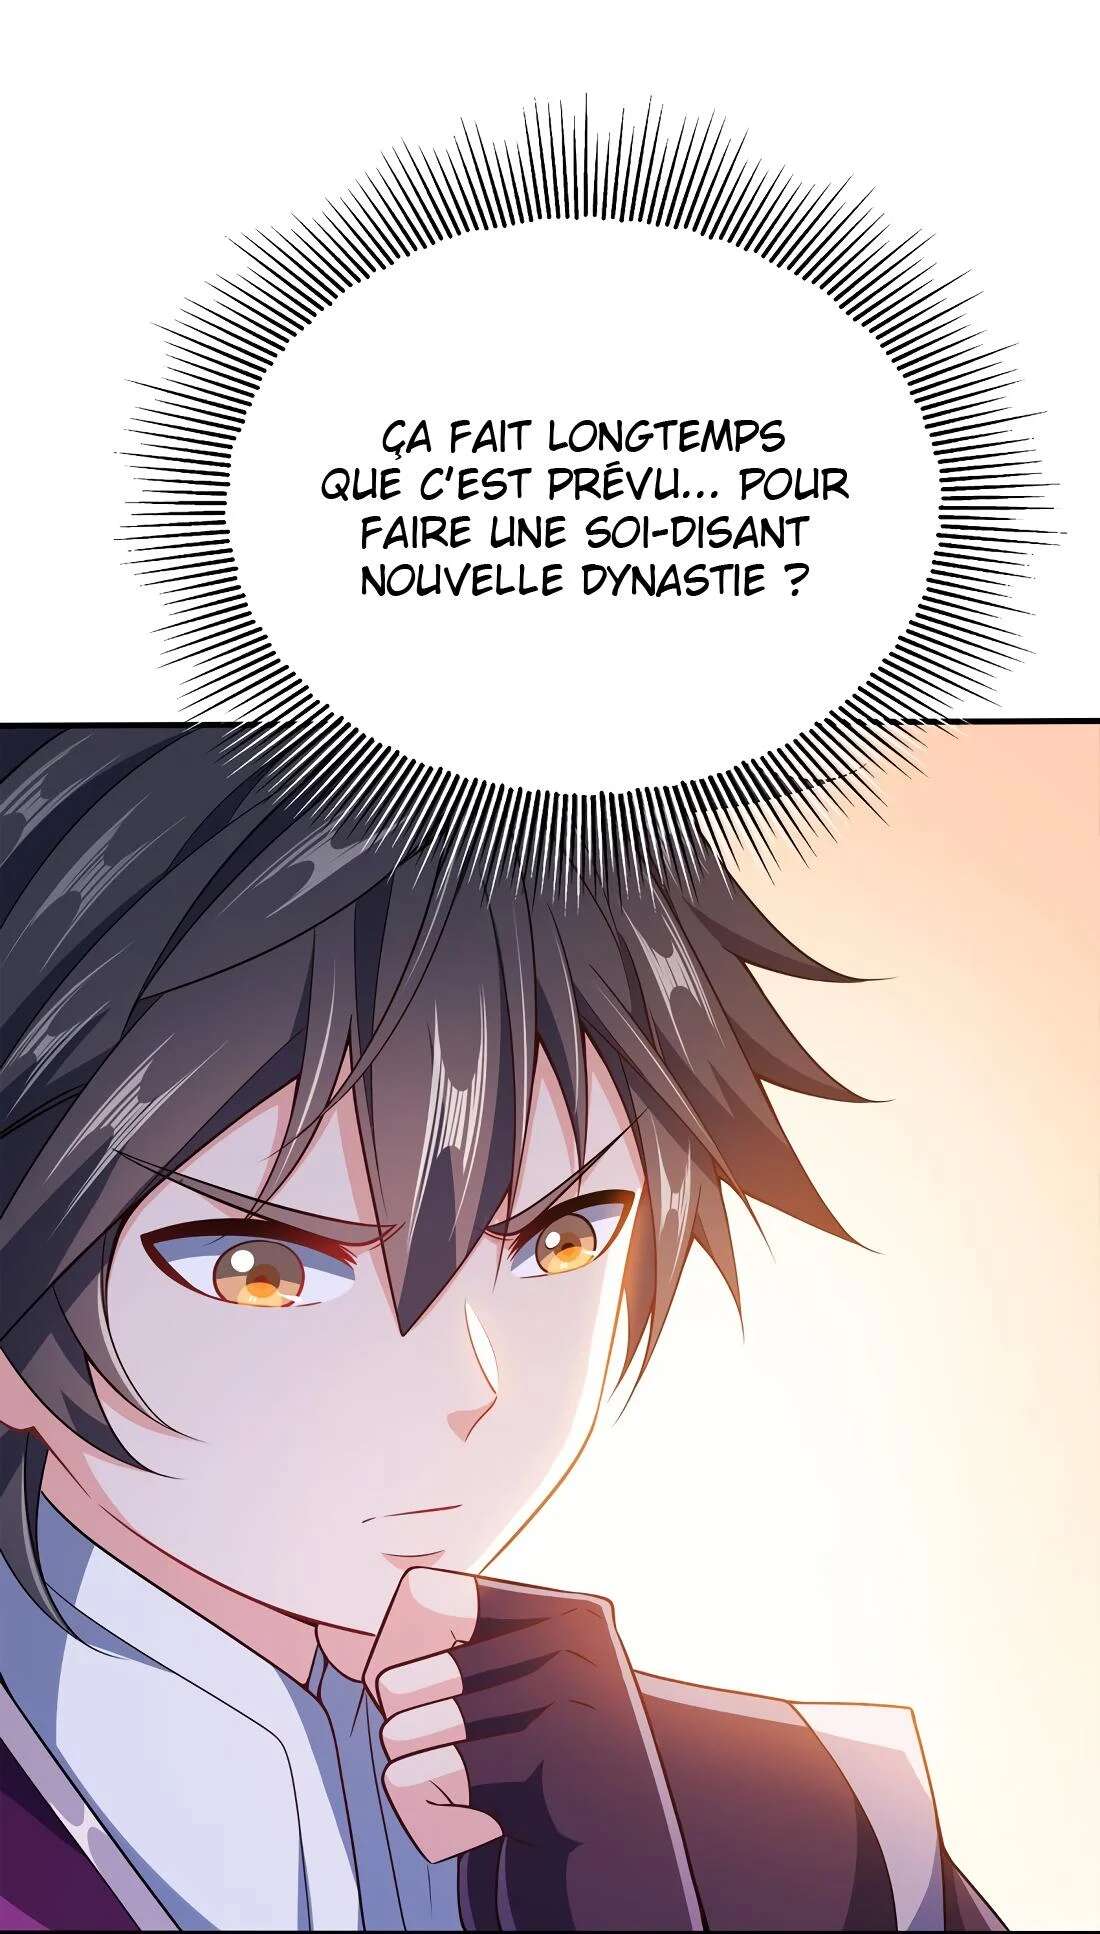 ÇA FAIT LONGTEMPS
QUE C'EST PRÉVU... POUR
FAIRE UNE SOI-DISANT
NOUVELLE DYNASTIE ?